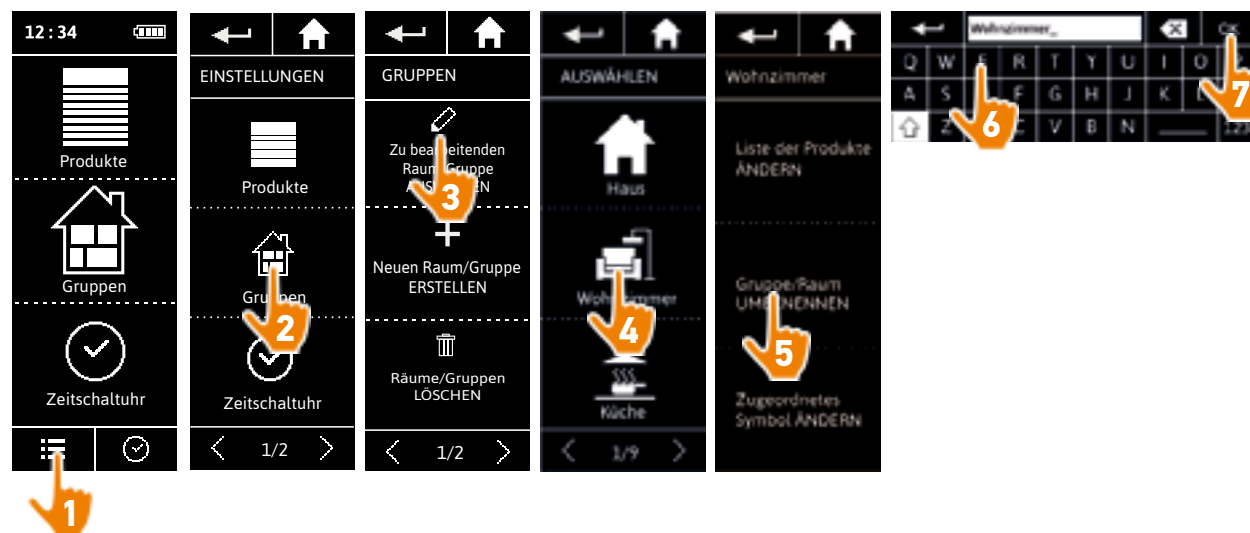 12:34
Produkte
Gruppen
Zeitschaltuhr
1
EINSTELLUNGEN
Produkte
Gruppen
2
Zeitschaltuhr
1/2
GRUPPEN
Zu bearbeitenden
Raum/Gruppe
3
Neuen Raum/Gruppe
ERSTELLEN
Räume/Gruppen
LÖSCHEN
1/2
AUSWÄHLEN
Haus
Wohnzimmer
4
Küche
1/9
Wohnzimmer
Liste der Produkte
ÄNDERN
Gruppe/Raum
UMBENENNEN
5
Zugeordnetes
Symbol ÄNDERN
Wohnzimmer_ OK
Q W E R T Y U I O
A S F G H J K L
Z C V B N 123
6
7